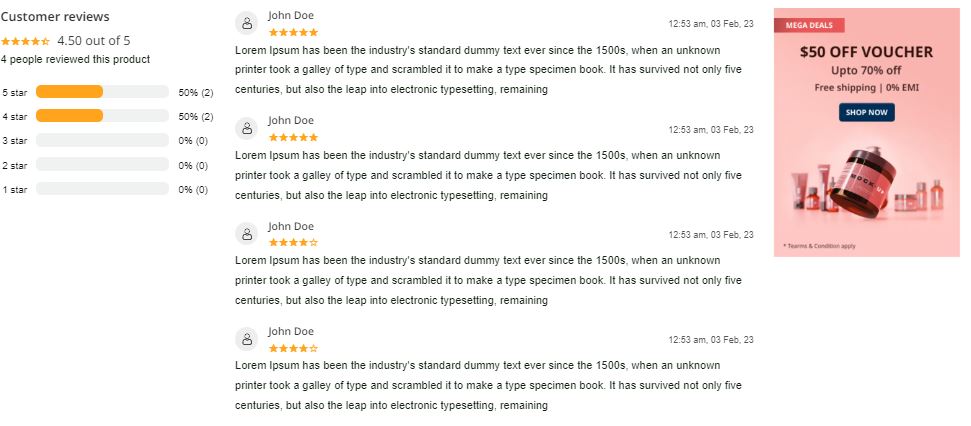 Customer reviews
4.50 out of 5
4 people reviewed this product
5 star 50% (2)
4 star 50% (2)
3 star 0% (0)
2 star 0% (0)
1 star 0% (0)
John Doe
12:53 am, 03 Feb, 23
Lorem Ipsum has been the industry's standard dummy text ever since the 1500s, when an unknown
printer took a galley of type and scrambled it to make a type specimen book. It has survived not only five
centuries, but also the leap into electronic typesetting, remaining
John Doe
12:53 am, 03 Feb, 23
Lorem Ipsum has been the industry's standard dummy text ever since the 1500s, when an unknown
printer took a galley of type and scrambled it to make a type specimen book. It has survived not only five
centuries, but also the leap into electronic typesetting, remaining
John Doe
12:53 am, 03 Feb, 23
Lorem Ipsum has been the industry's standard dummy text ever since the 1500s, when an unknown
printer took a galley of type and scrambled it to make a type specimen book. It has survived not only five
centuries, but also the leap into electronic typesetting, remaining
John Doe
12:53 am, 03 Feb, 23
Lorem Ipsum has been the industry's standard dummy text ever since the 1500s, when an unknown
printer took a galley of type and scrambled it to make a type specimen book. It has survived not only five
centuries, but also the leap into electronic typesetting, remaining
MEGA DEALS
$50 OFF VOUCHER
Upto 70% off
Free shipping | 0% EMI
SHOP NOW
MOCK-UP
* Tearms & Condition apply